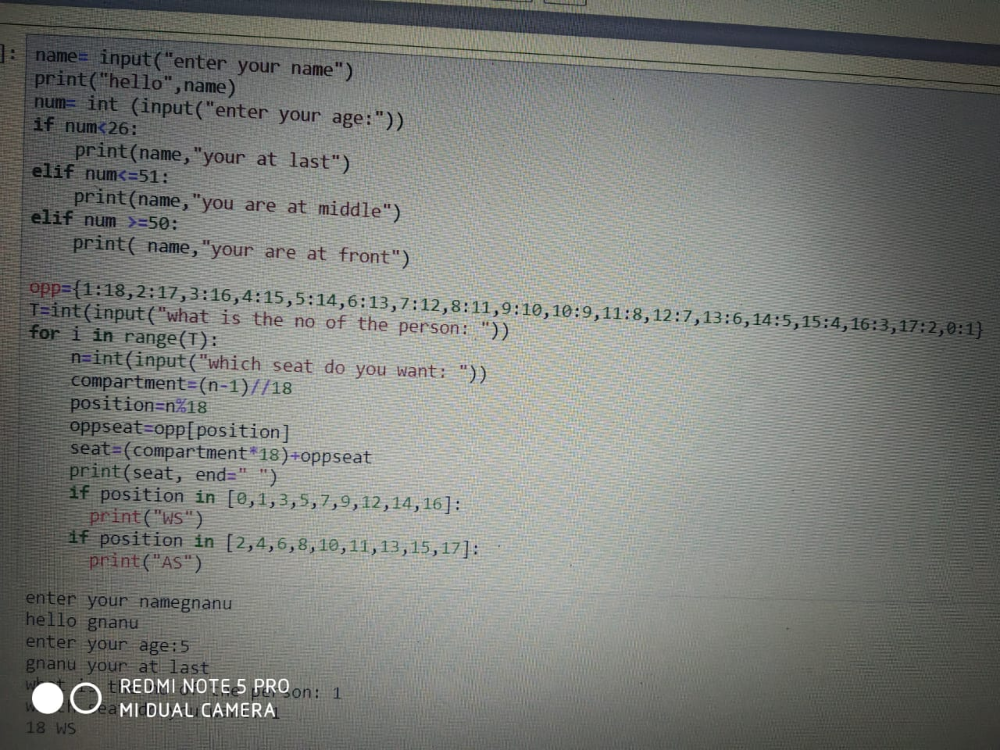 ]:
name= input("enter your name")
print("hello",name)
num= int (input("enter your age:"))
if num<26:
    print(name,"your at last")
elif num<=51:
    print(name,"you are at middle")
elif num >=50:
    print( name,"your are at front")
opp={1:18,2:17,3:16,4:15,5:14,6:13,7:12,8:11,9:10,10:9,11:8,12:7,13:6,14:5,15:4,16:3,17:2,0:1}
T=int(input("what is the no of the person: "))
for i in range(T):
    n=int(input("which seat do you want: "))
    compartment=(n-1)//18
    position=n%18
    oppseat=opp[position]
    seat=(compartment*18)+oppseat
    print(seat, end=" ")
    if position in [0,1,3,5,7,9,12,14,16]:
      print("WS")
    if position in [2,4,6,8,10,11,13,15,17]:
      print("AS")
enter your namegnanu
hello gnanu
enter your age:5
gnanu your at last
the person: 1
1
18 WS
REDMI NOTE 5 PRO
MI DUAL CAMERA